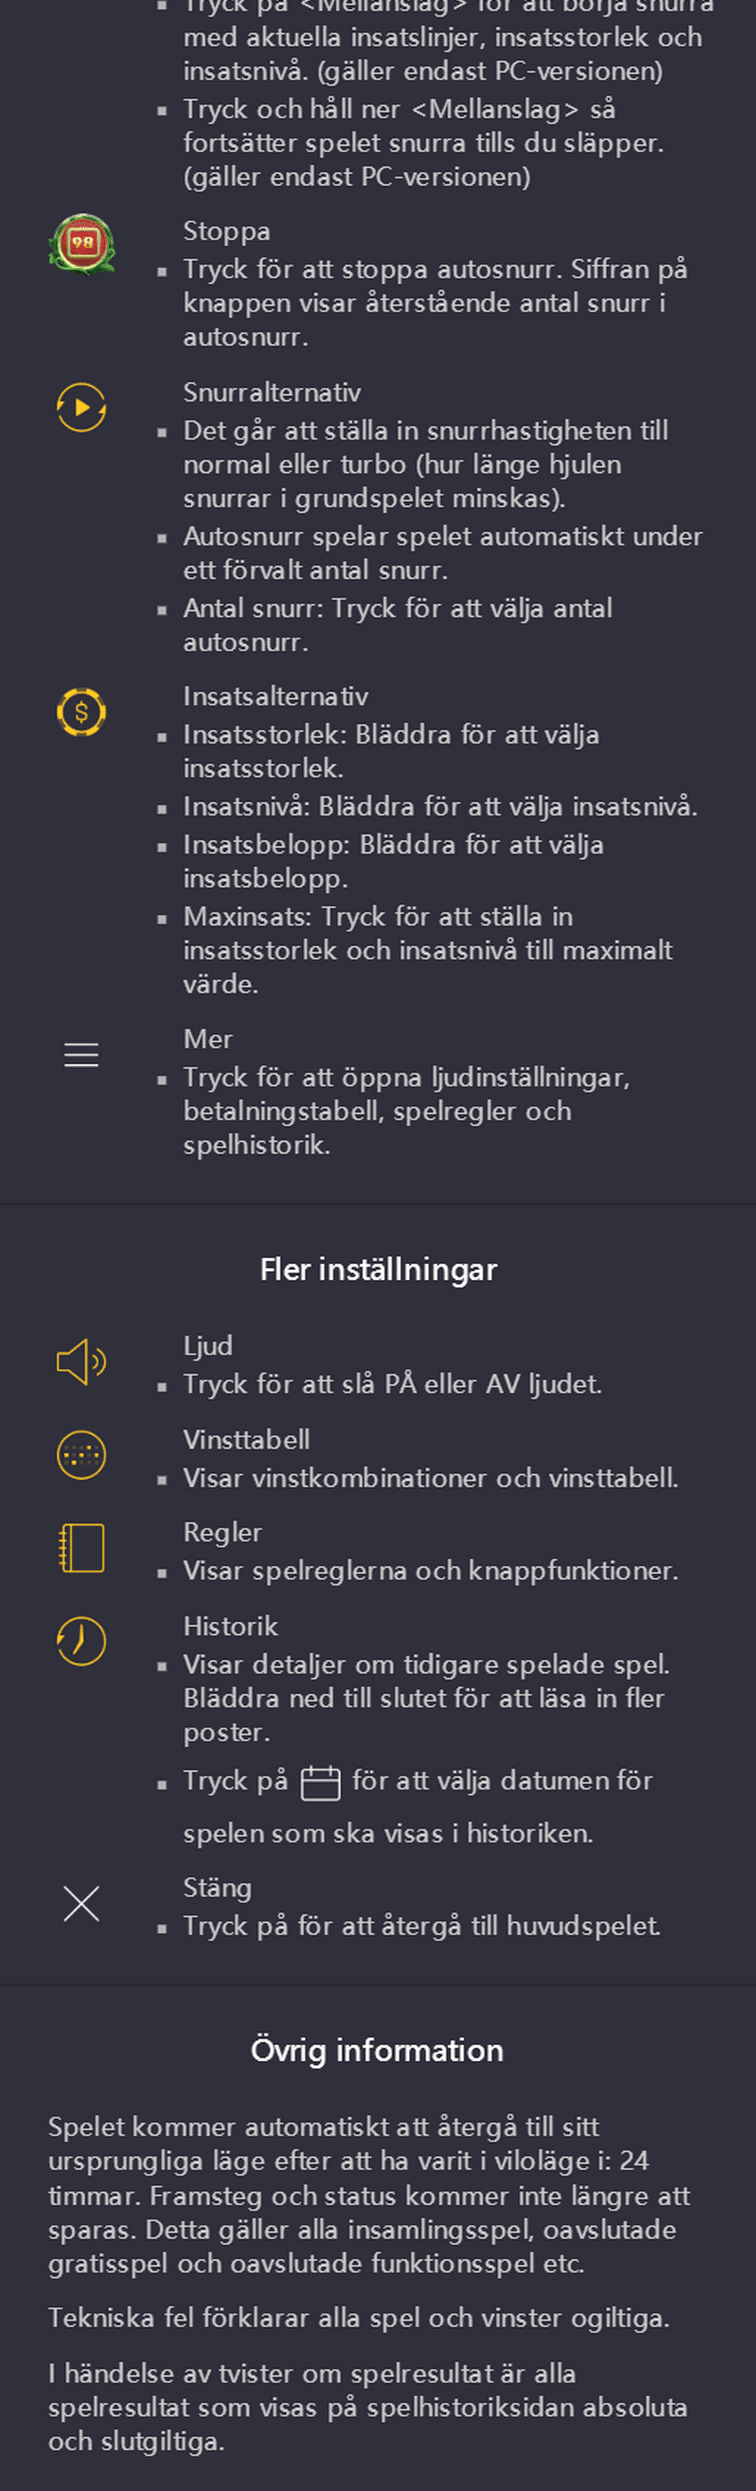 Tryck på <Mellanslag> för att börja snurra
med aktuella insatslinjer, insatsstorlek och
insatsnivå. (gäller endast PC-versionen)
Tryck och håll ner <Mellanslag> så
fortsätter spelet snurra tills du släpper.
(gäller endast PC-versionen)
98
Stoppa
Tryck för att stoppa autosnurr. Siffran på
knappen visar återstående antal snurr i
autosnurr.
Snurralternativ
Det går att ställa in snurrhastigheten till
normal eller turbo (hur länge hjulen
snurrar i grundspelet minskas).
Autosnurr spelar spelet automatiskt under
ett förvalt antal snurr.
Antal snurr: Tryck för att välja antal
autosnurr.
$
Insatsalternativ
Insatsstorlek: Bläddra för att välja
insatsstorlek.
Insatsnivå: Bläddra för att välja insatsnivå.
Insatsbelopp: Bläddra för att välja
insatsbelopp.
Maxinsats: Tryck för att ställa in
insatsstorlek och insatsnivå till maximalt
värde.
Mer
Tryck för att öppna ljudinställningar,
betalningstabell, spelregler och
spelhistorik.
Fler inställningar
Ljud
Tryck för att slå PÅ eller AV ljudet.
Vinsttabell
Visar vinstkombinationer och vinsttabell.
Regler
Visar spelreglerna och knappfunktioner.
Historik
Visar detaljer om tidigare spelade spel.
Bläddra ned till slutet för att läsa in fler
poster.
Tryck på för att välja datumen för
spelen som ska visas i historiken.
Stäng
Tryck på för att återgå till huvudspelet.
Övrig information
Spelet kommer automatiskt att återgå till sitt
ursprungliga läge efter att ha varit i viloläge i: 24
timmar. Framsteg och status kommer inte längre att
sparas. Detta gäller alla insamlingsspel, oavslutade
gratisspel och oavslutade funktionsspel etc.
Tekniska fel förklarar alla spel och vinster ogiltiga.
I händelse av tvister om spelresultat är alla
spelresultat som visas på spelhistoriksidan absoluta
och slutgiltiga.